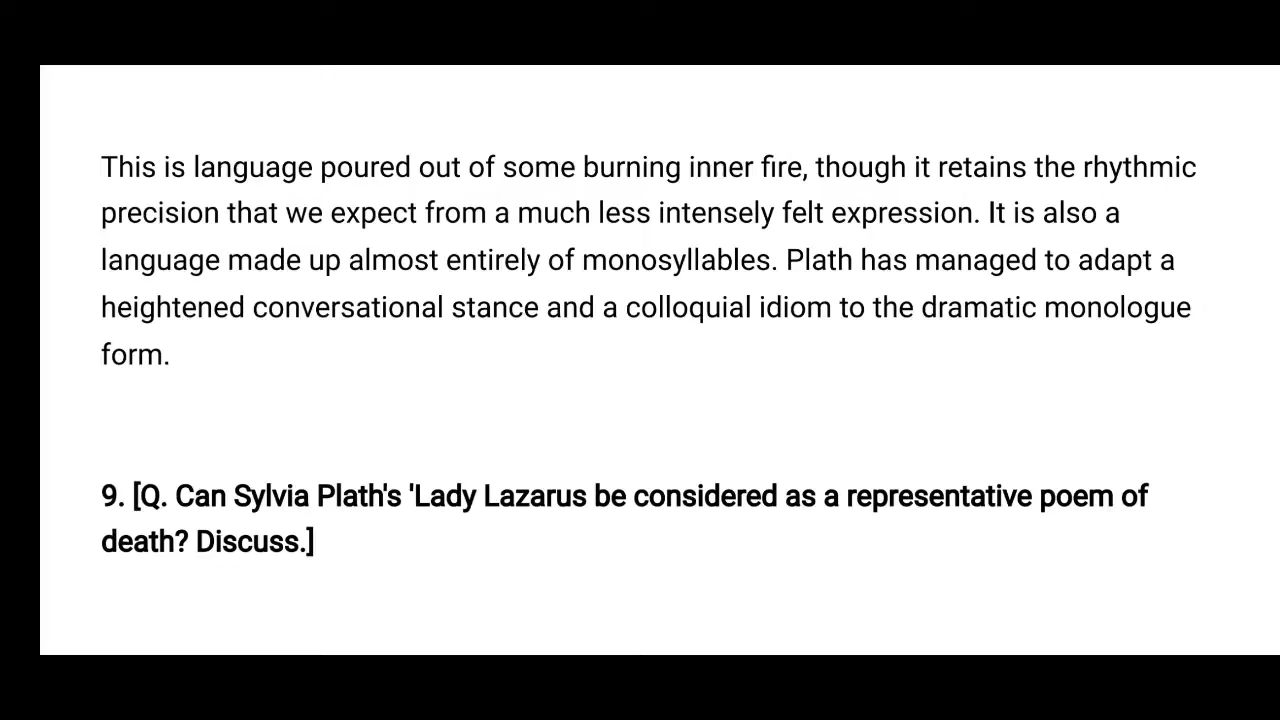 This is language poured out of some burning inner fire, though it retains the rhythmic
precision that we expect from a much less intensely felt expression. It is also a
language made up almost entirely of monosyllables. Plath has managed to adapt a
heightened conversational stance and a colloquial idiom to the dramatic monologue
form.
9. [Q. Can Sylvia Plath's 'Lady Lazarus be considered as a representative poem of
death? Discuss.]